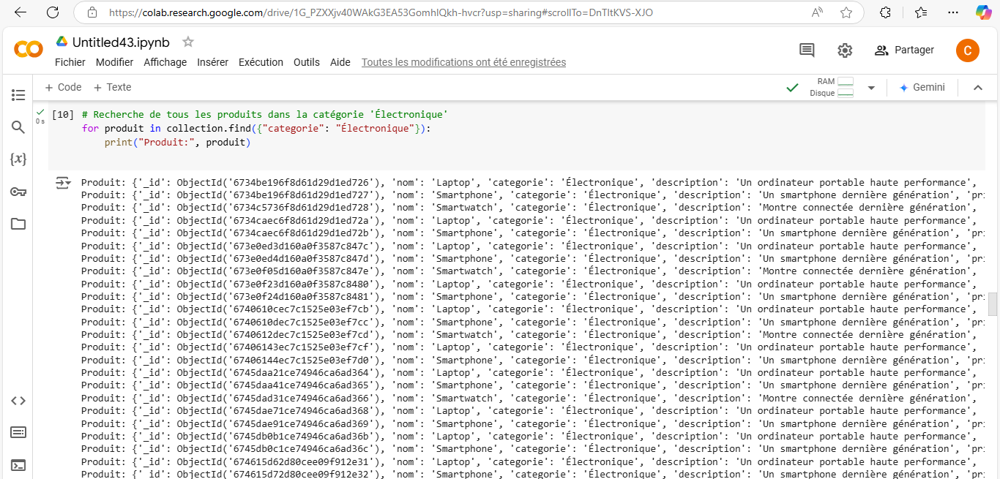 https://colab.research.google.com/drive/1G_PZXXjv40WAkG3EA53GomhIQkh-hvcr?usp=sharing#scrollTo=DnTItKVS-XJO
Untitled43.ipynb
Fichier Modifier Affichage Insérer Exécution Outils Aide Toutes les modifications ont été enregistrées
Partager
C
+ Code + Texte
RAM
Disque
Gemini
[10] # Recherche de tous les produits dans la catégorie 'Électronique'
0 s
for produit in collection.find({"categorie": "Électronique"}):
print("Produit:", produit)
Produit: {'_id': ObjectId('6734be196f8d61d29d1ed726'), 'nom': 'Laptop', 'categorie': 'Électronique', 'description': 'Un ordinateur portable haute performance',
Produit: {'_id': ObjectId('6734be196f8d61d29d1ed727'), 'nom': 'Smartphone', 'categorie': 'Électronique', 'description': 'Un smartphone dernière génération', 'pri
Produit: {'_id': ObjectId('6734c5736f8d61d29d1ed728'), 'nom': 'Smartwatch', 'categorie': 'Électronique', 'description': 'Montre connectée dernière génération',
Produit: {'_id': ObjectId('6734caec6f8d61d29d1ed72a'), 'nom': 'Laptop', 'categorie': 'Électronique', 'description': 'Un ordinateur portable haute performance',
Produit: {'_id': ObjectId('6734caec6f8d61d29d1ed72b'), 'nom': 'Smartphone', 'categorie': 'Électronique', 'description': 'Un smartphone dernière génération', 'pri
Produit: {'_id': ObjectId('673e0ed3d160a0f3587c847c'), 'nom': 'Laptop', 'categorie': 'Électronique', 'description': 'Un ordinateur portable haute performance',
Produit: {'_id': ObjectId('673e0ed4d160a0f3587c847d'), 'nom': 'Smartphone', 'categorie': 'Électronique', 'description': 'Un smartphone dernière génération', 'pri
Produit: {'_id': ObjectId('673e0f05d160a0f3587c847e'), 'nom': 'Smartwatch', 'categorie': 'Électronique', 'description': 'Montre connectée dernière génération',
Produit: {'_id': ObjectId('673e0f23d160a0f3587c8480'), 'nom': 'Laptop', 'categorie': 'Électronique', 'description': 'Un ordinateur portable haute performance',
Produit: {'_id': ObjectId('673e0f24d160a0f3587c8481'), 'nom': 'Smartphone', 'categorie': 'Électronique', 'description': 'Un smartphone dernière génération', 'pri
Produit: {'_id': ObjectId('6740610cec7c1525e03ef7cb'), 'nom': 'Laptop', 'categorie': 'Électronique', 'description': 'Un ordinateur portable haute performance',
Produit: {'_id': ObjectId('6740610dec7c1525e03ef7cc'), 'nom': 'Smartphone', 'categorie': 'Électronique', 'description': 'Un smartphone dernière génération', 'pri
Produit: {'_id': ObjectId('6740612dec7c1525e03ef7cd'), 'nom': 'Smartwatch', 'categorie': 'Électronique', 'description': 'Montre connectée dernière génération',
Produit: {'_id': ObjectId('67406143ec7c1525e03ef7cf'), 'nom': 'Laptop', 'categorie': 'Électronique', 'description': 'Un ordinateur portable haute performance',
Produit: {'_id': ObjectId('67406144ec7c1525e03ef7d0'), 'nom': 'Smartphone', 'categorie': 'Électronique', 'description': 'Un smartphone dernière génération', 'pri
Produit: {'_id': ObjectId('6745daa21ce74946ca6ad364'), 'nom': 'Laptop', 'categorie': 'Électronique', 'description': 'Un ordinateur portable haute performance',
Produit: {'_id': ObjectId('6745daa41ce74946ca6ad365'), 'nom': 'Smartphone', 'categorie': 'Électronique', 'description': 'Un smartphone dernière génération', 'pri
Produit: {'_id': ObjectId('6745dad31ce74946ca6ad366'), 'nom': 'Smartwatch', 'categorie': 'Électronique', 'description': 'Montre connectée dernière génération',
Produit: {'_id': ObjectId('6745dae71ce74946ca6ad368'), 'nom': 'Laptop', 'categorie': 'Électronique', 'description': 'Un ordinateur portable haute performance',
Produit: {'_id': ObjectId('6745dae91ce74946ca6ad369'), 'nom': 'Smartphone', 'categorie': 'Électronique', 'description': 'Un smartphone dernière génération', 'pri
Produit: {'_id': ObjectId('6745db0b1ce74946ca6ad36b'), 'nom': 'Laptop', 'categorie': 'Électronique', 'description': 'Un ordinateur portable haute performance',
Produit: {'_id': ObjectId('6745db0c1ce74946ca6ad36c'), 'nom': 'Smartphone', 'categorie': 'Électronique', 'description': 'Un smartphone dernière génération', 'pri
Produit: {'_id': ObjectId('674615d62d80cee09f912e31'), 'nom': 'Laptop', 'categorie': 'Électronique', 'description': 'Un ordinateur portable haute performance',
Produit: {'_id': ObjectId('674615d72d80cee09f912e32'), 'nom': 'Smartphone', 'categorie': 'Électronique', 'description': 'Un smartphone dernière génération', 'pri